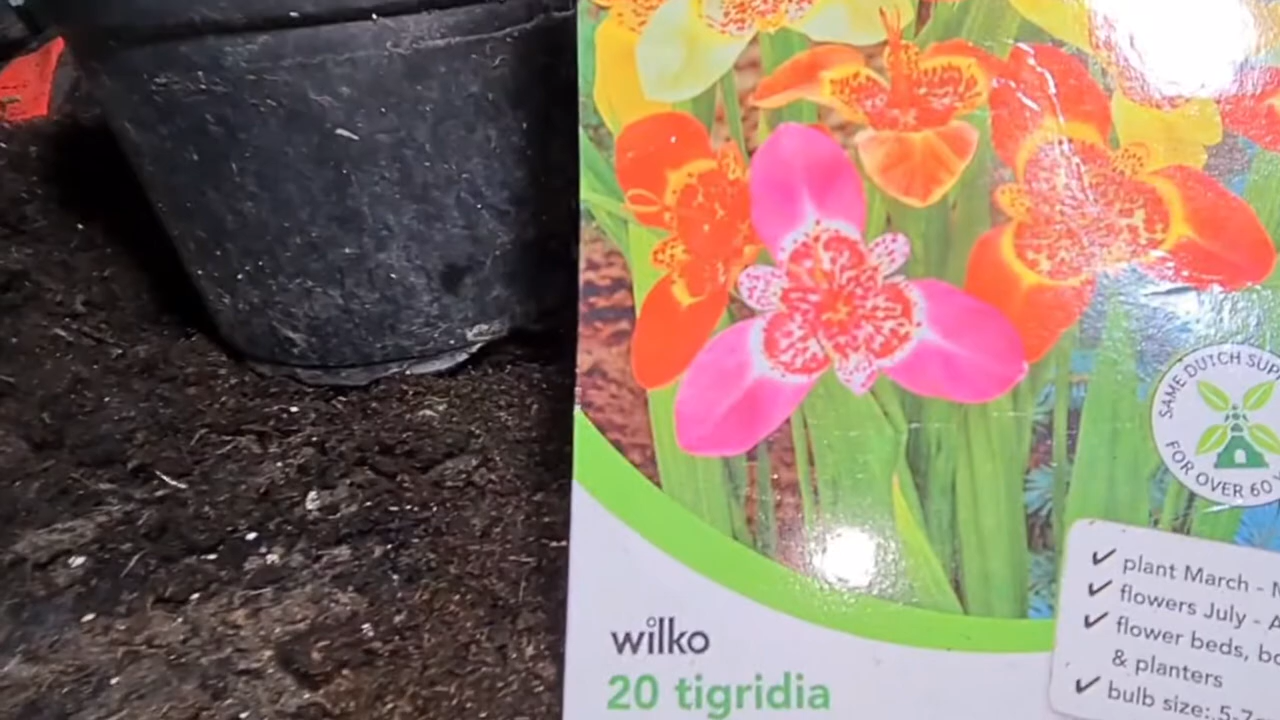 SAME DUTCH SUP
FOR OVER 60
plant March -
flowers July -
flower beds,
& planters
bulb size: 5-7
wilko
20 tigridia